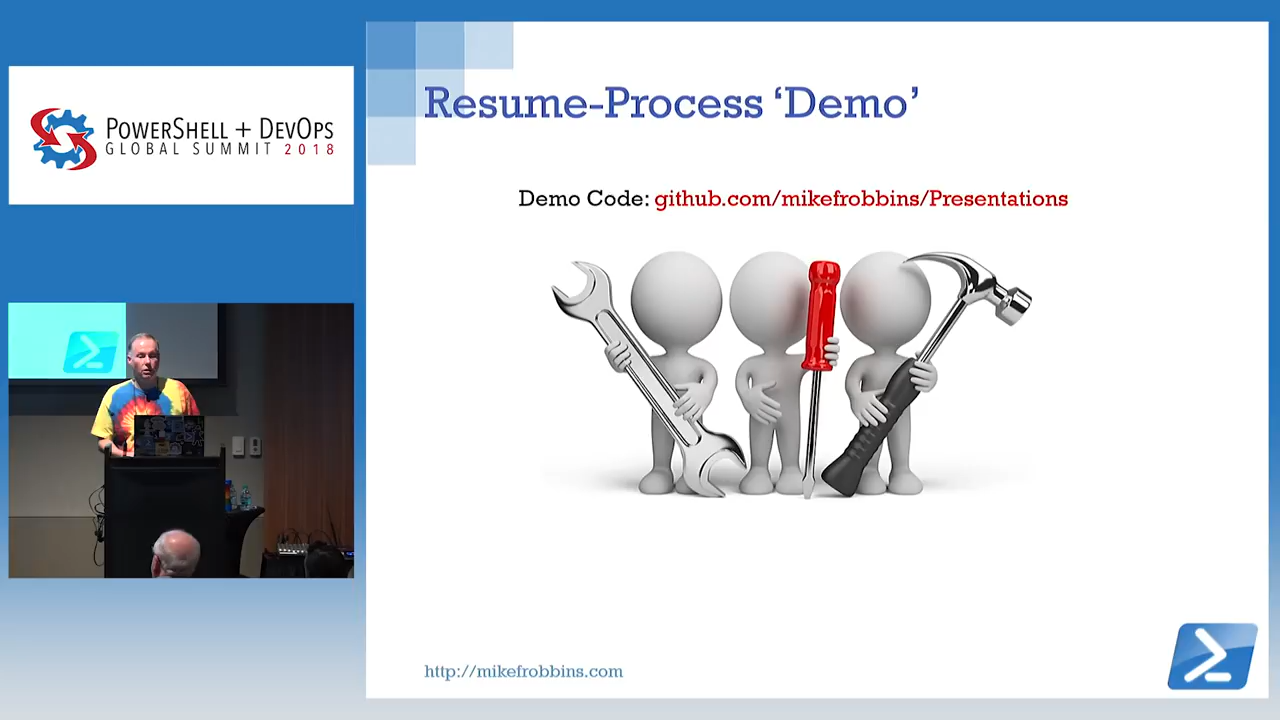 POWERSHELL + DEVOPS
GLOBAL SUMMIT 2018
Resume-Process ‘Demo’
Demo Code: github.com/mikefrobbins/Presentations
http://mikefrobbins.com